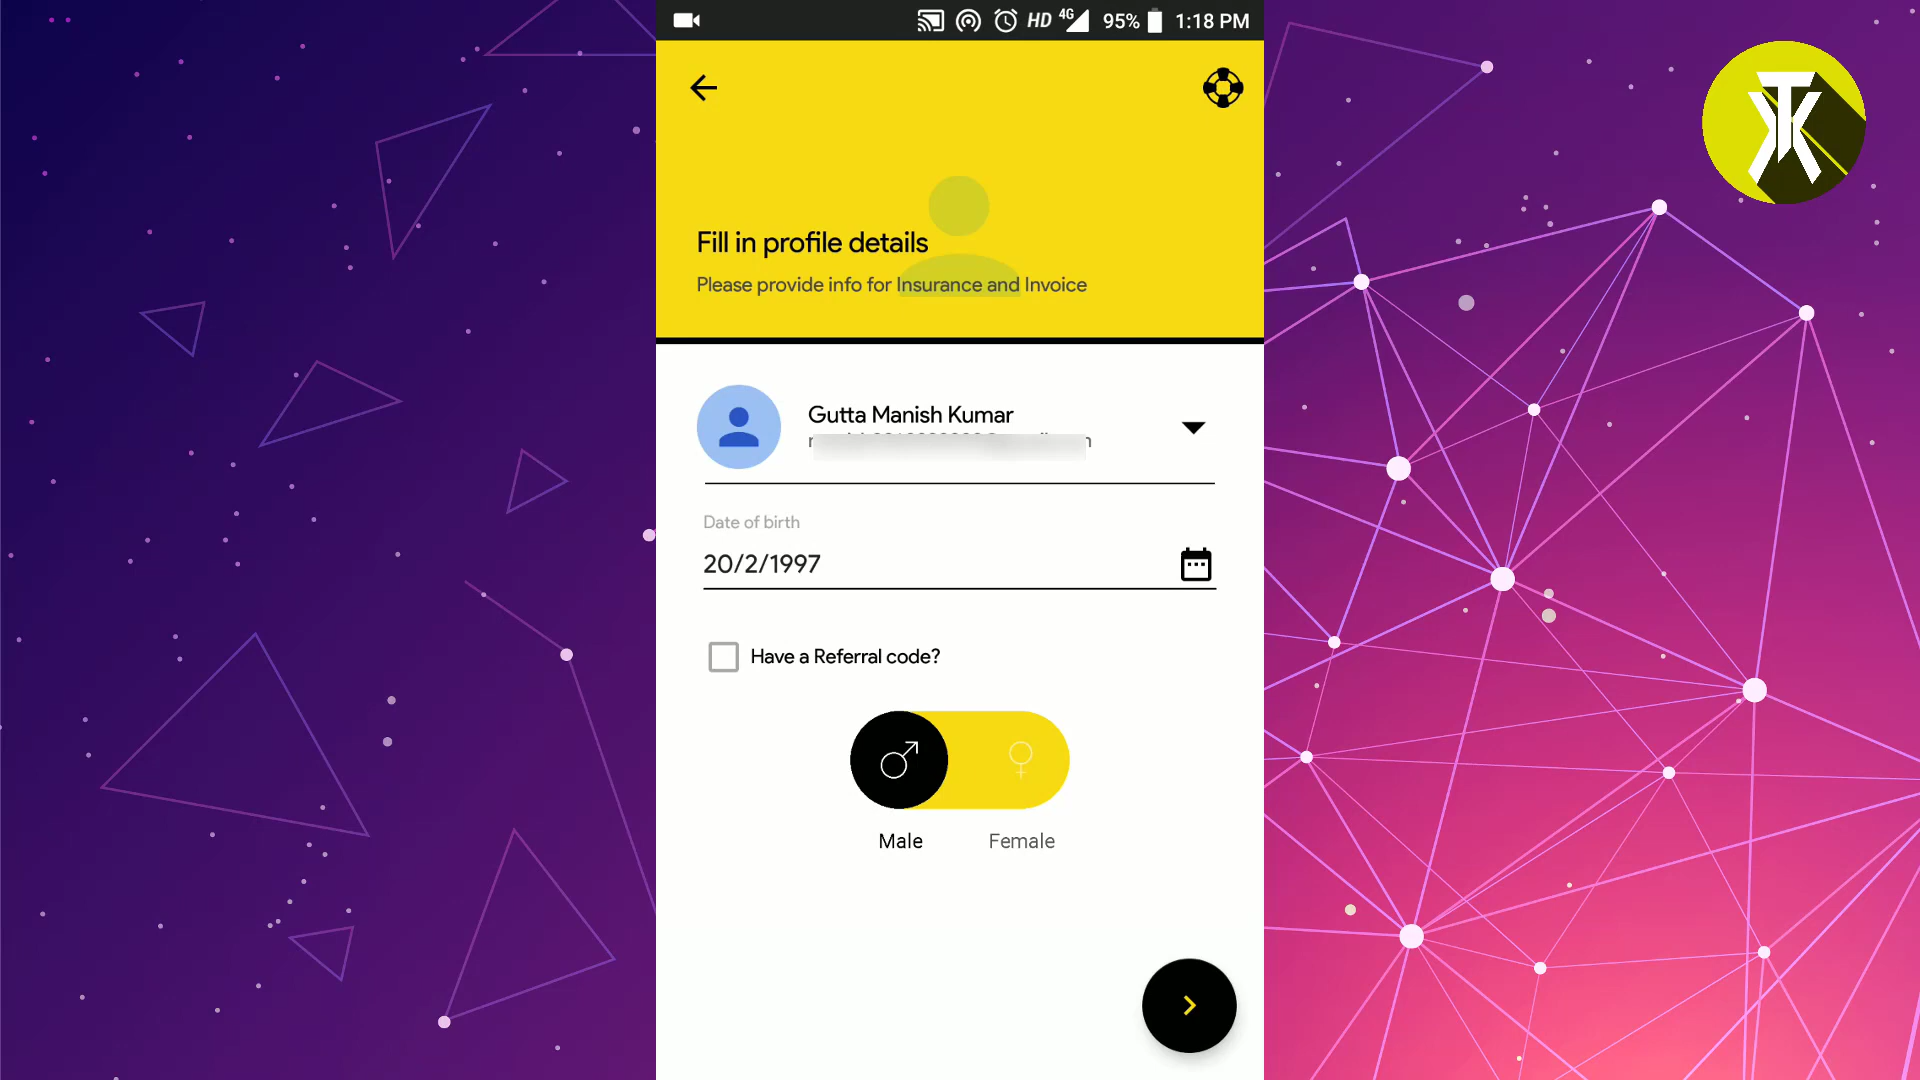 HD 4G 95% 1:18 PM
Fill in profile details
Please provide info for Insurance and Invoice
Gutta Manish Kumar
Date of birth
20/2/1997
Have a Referral code?
Male Female